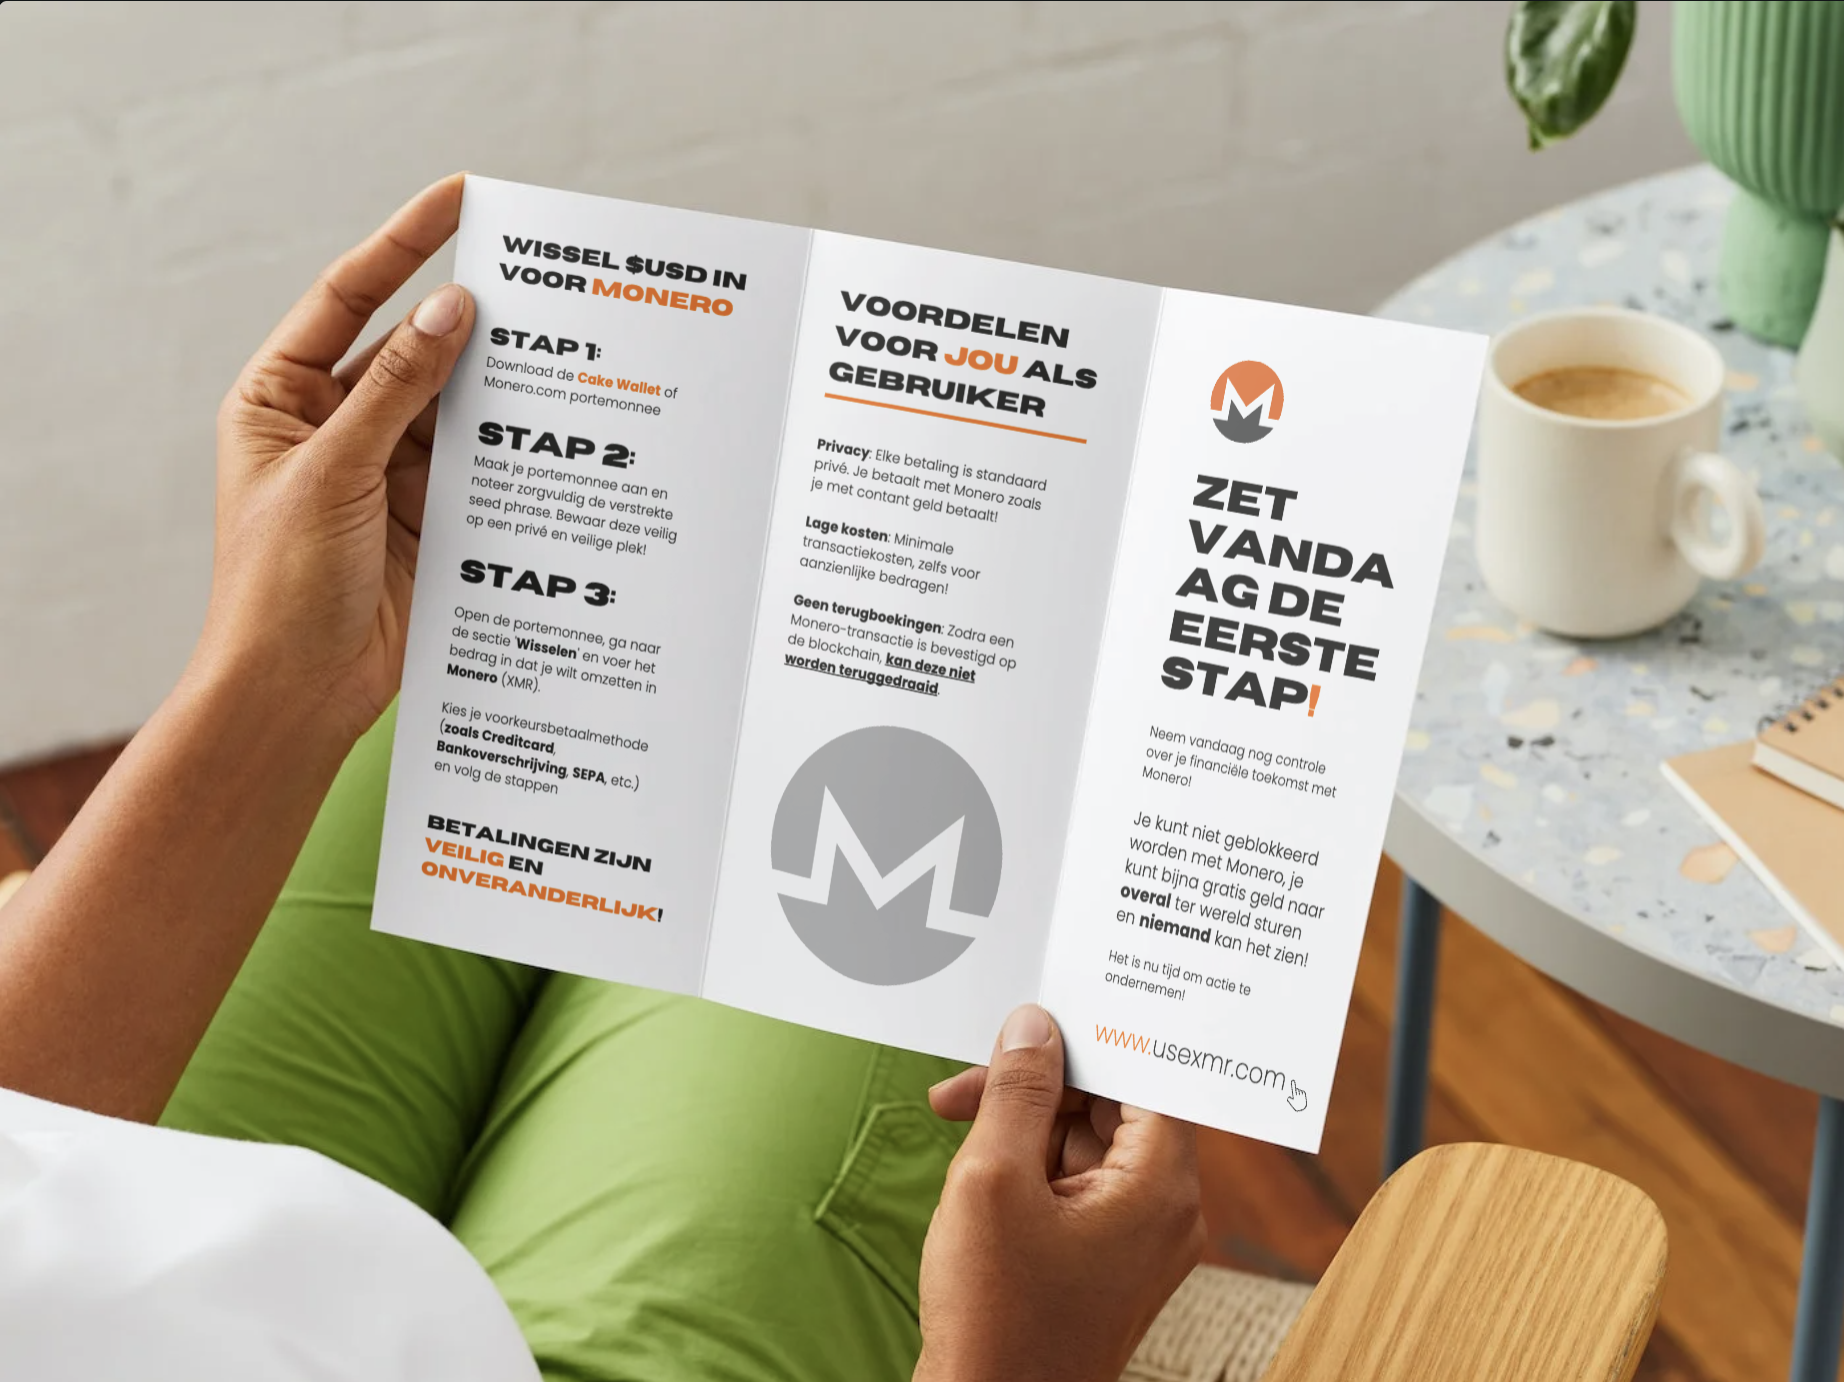 WISSEL $USD IN
VOOR MONERO
STAP 1:
Download de Cake Wallet of
Monero.com portemonnee
STAP 2:
Maak je portemonnee aan en
noteer zorgvuldig de verstrekte
seed phrase. Bewaar deze veilig
op een privé en veilige plek!
STAP 3:
Open de portemonnee, ga naar
de sectie 'Wisselen' en voer het
bedrag in dat je wilt omzetten in
Monero (XMR).
Kies je voorkeursbetaalmethode
(zoals Creditcard,
Bankoverschrijving, SEPA, etc.)
en volg de stappen
BETALINGEN ZIJN
VEILIG EN
ONVERANDERLIJK!
VOORDELEN
VOOR JOU ALS
GEBRUIKER
Privacy: Elke betaling is standaard
privé. Je betaalt met Monero zoals
je met contant geld betaalt!
Lage kosten: Minimale
transactiekosten, zelfs voor
aanzienlijke bedragen!
Geen terugboekingen: Zodra een
Monero-transactie is bevestigd op
de blockchain, kan deze niet
worden teruggedraaid.
ZET
VANDA
AG DE
EERSTE
STAP!
Neem vandaag nog controle
over je financiële toekomst met
Monero!
Je kunt niet geblokkeerd
worden met Monero, je
kunt bijna gratis geld naar
overal ter wereld sturen
en niemand kan het zien!
Het is nu tijd om actie te
ondernemen!
www.usexmr.com